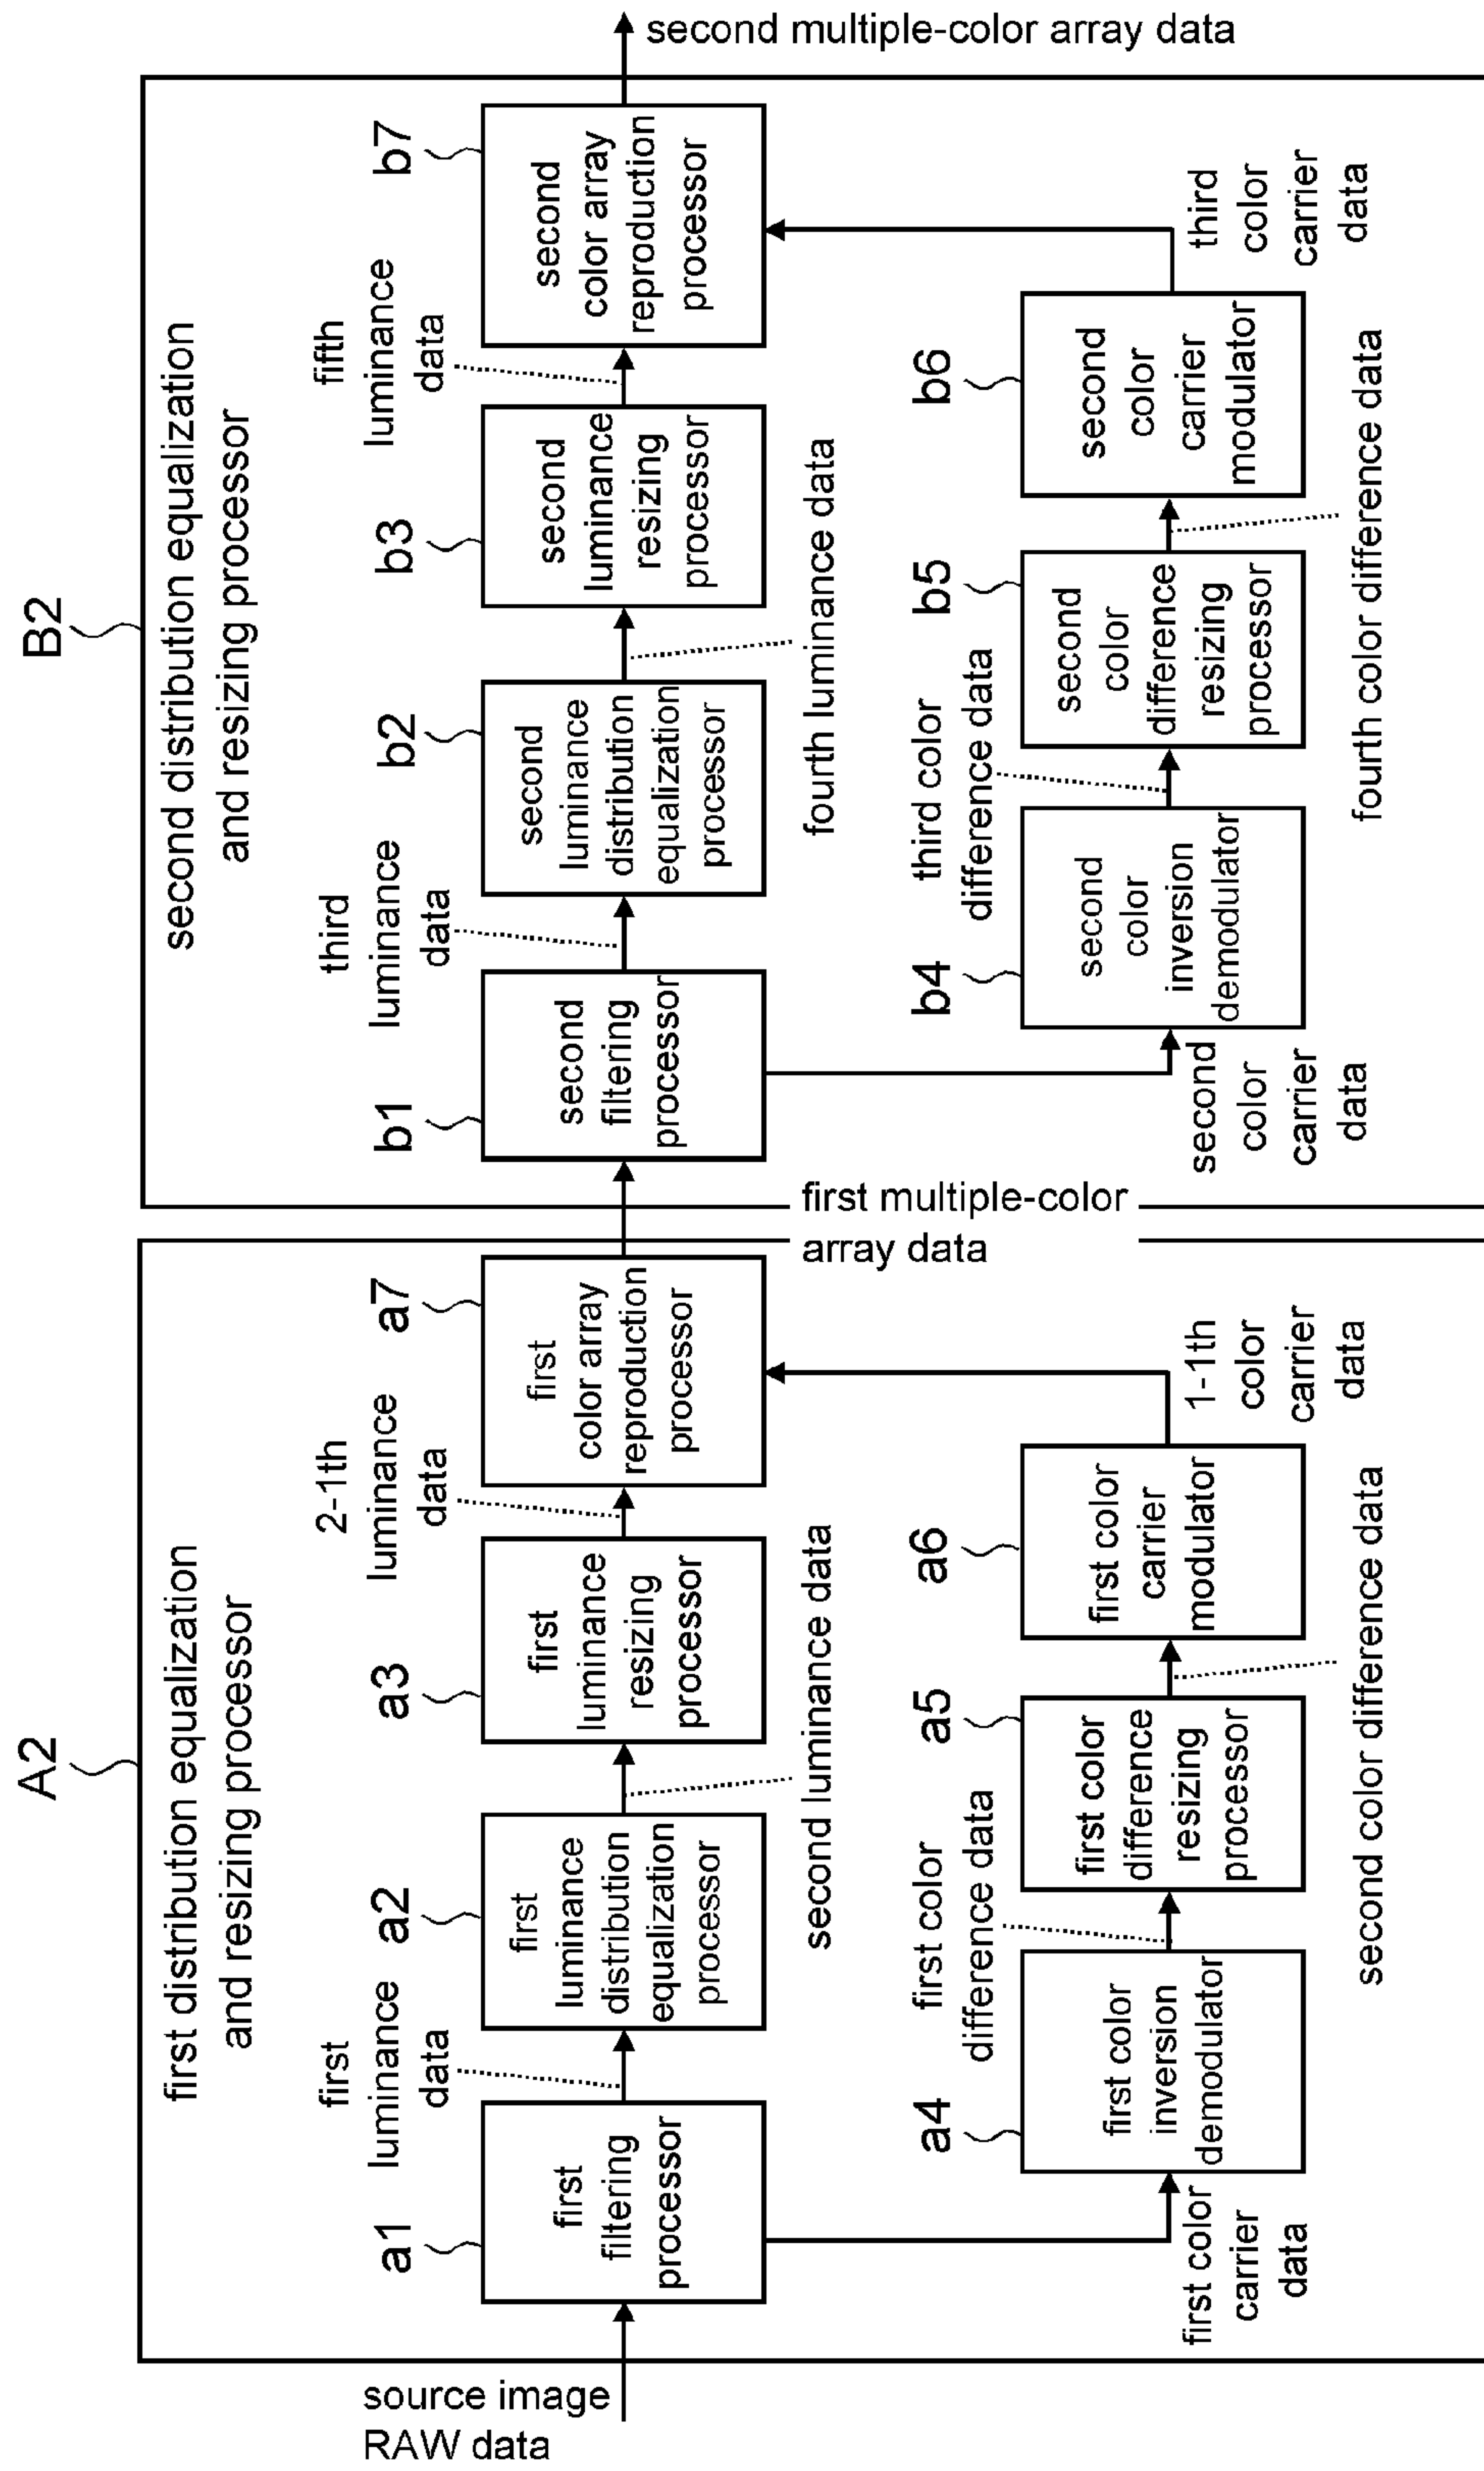 A2
first distribution equalization
and resizing processor
source image
RAW data
a1
first
filtering
processor
first
luminance
data
a2
first
luminance
distribution
equalization
processor
second luminance data
a3
first
luminance
resizing
processor
2-1th
luminance
data
a7
first
color array
reproduction
processor
first color
carrier
data
a4
first color
inversion
demodulator
first color
difference data
a5
first color
difference
resizing
processor
second color difference data
a6
first color
carrier
modulator
1-1th
color
carrier
data
first multiple-color
array data
B2
second distribution equalization
and resizing processor
b1
second
filtering
processor
third
luminance
data
b2
second
luminance
distribution
equalization
processor
fourth luminance data
b3
second
luminance
resizing
processor
fifth
luminance
data
b7
second
color array
reproduction
processor
second
color
carrier
data
b4
second
color
inversion
demodulator
third color
difference data
b5
second
color
difference
resizing
processor
fourth color difference data
b6
second
color
carrier
modulator
third
color
carrier
data
second multiple-color array data